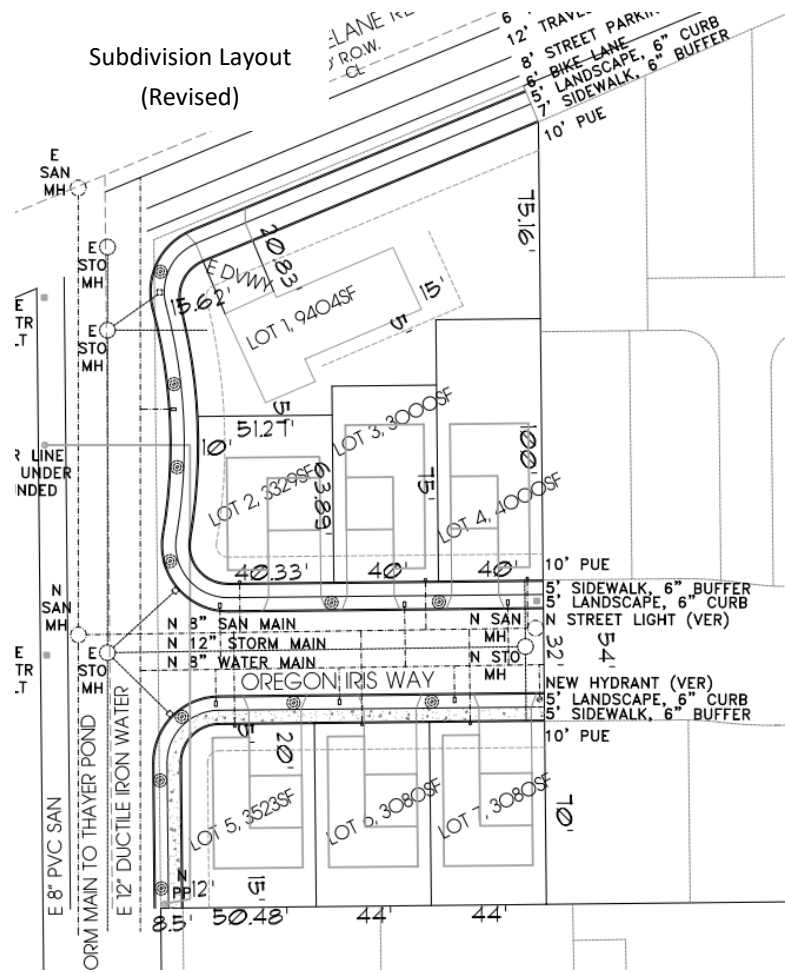 Subdivision Layout
(Revised)
R.O.W.
CL
12' TRAVEL
8' STREET PARKIN
6' BIKE LANE
5' LANDSCAPE, 6" CURB
7' SIDEWALK, 6" BUFFER
10' PUE
E
SAN
MH
E
STO
MH
E
STO
MH
75.16'
20.83'
E DVWY
15.62'
15'
5'
LOT 1, 9404SF
5'
51.27'
10'
LOT 3, 3000SF
LOT 2, 3329SF
63.89'
75'
100'
LOT 4, 4000SF
R LINE
UNDER
NDED
40.33'
40'
40'
10' PUE
5' SIDEWALK, 6" BUFFER
5' LANDSCAPE, 6" CURB
N STREET LIGHT (VER)
N
SAN
MH
N 8" SAN MAIN
N 12" STORM MAIN
N 8" WATER MAIN
N SAN
MH
N STO
MH
32'
54'
E
STO
MH
OREGON IRIS WAY
NEW HYDRANT (VER)
5' LANDSCAPE, 6" CURB
5' SIDEWALK, 6" BUFFER
10' PUE
20'
LOT 5, 3523SF
LOT 6, 3080SF
LOT 7, 3080SF
70'
E 8" PVC SAN
ORM MAIN TO THAYER POND
E 12" DUCTILE IRON WATER
N
PP
12'
15'
8.5'
50.48'
44'
44'